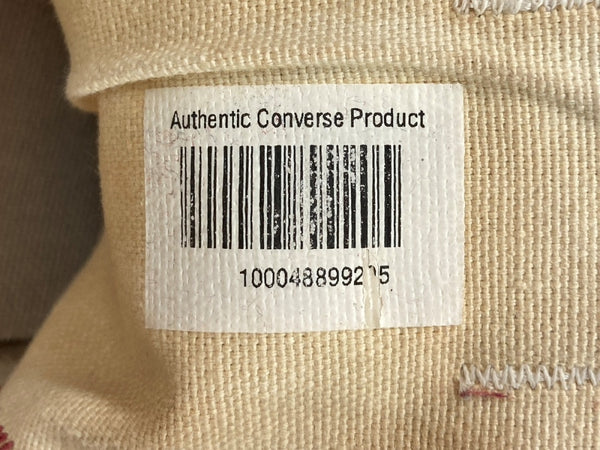 Authentic Converse Product